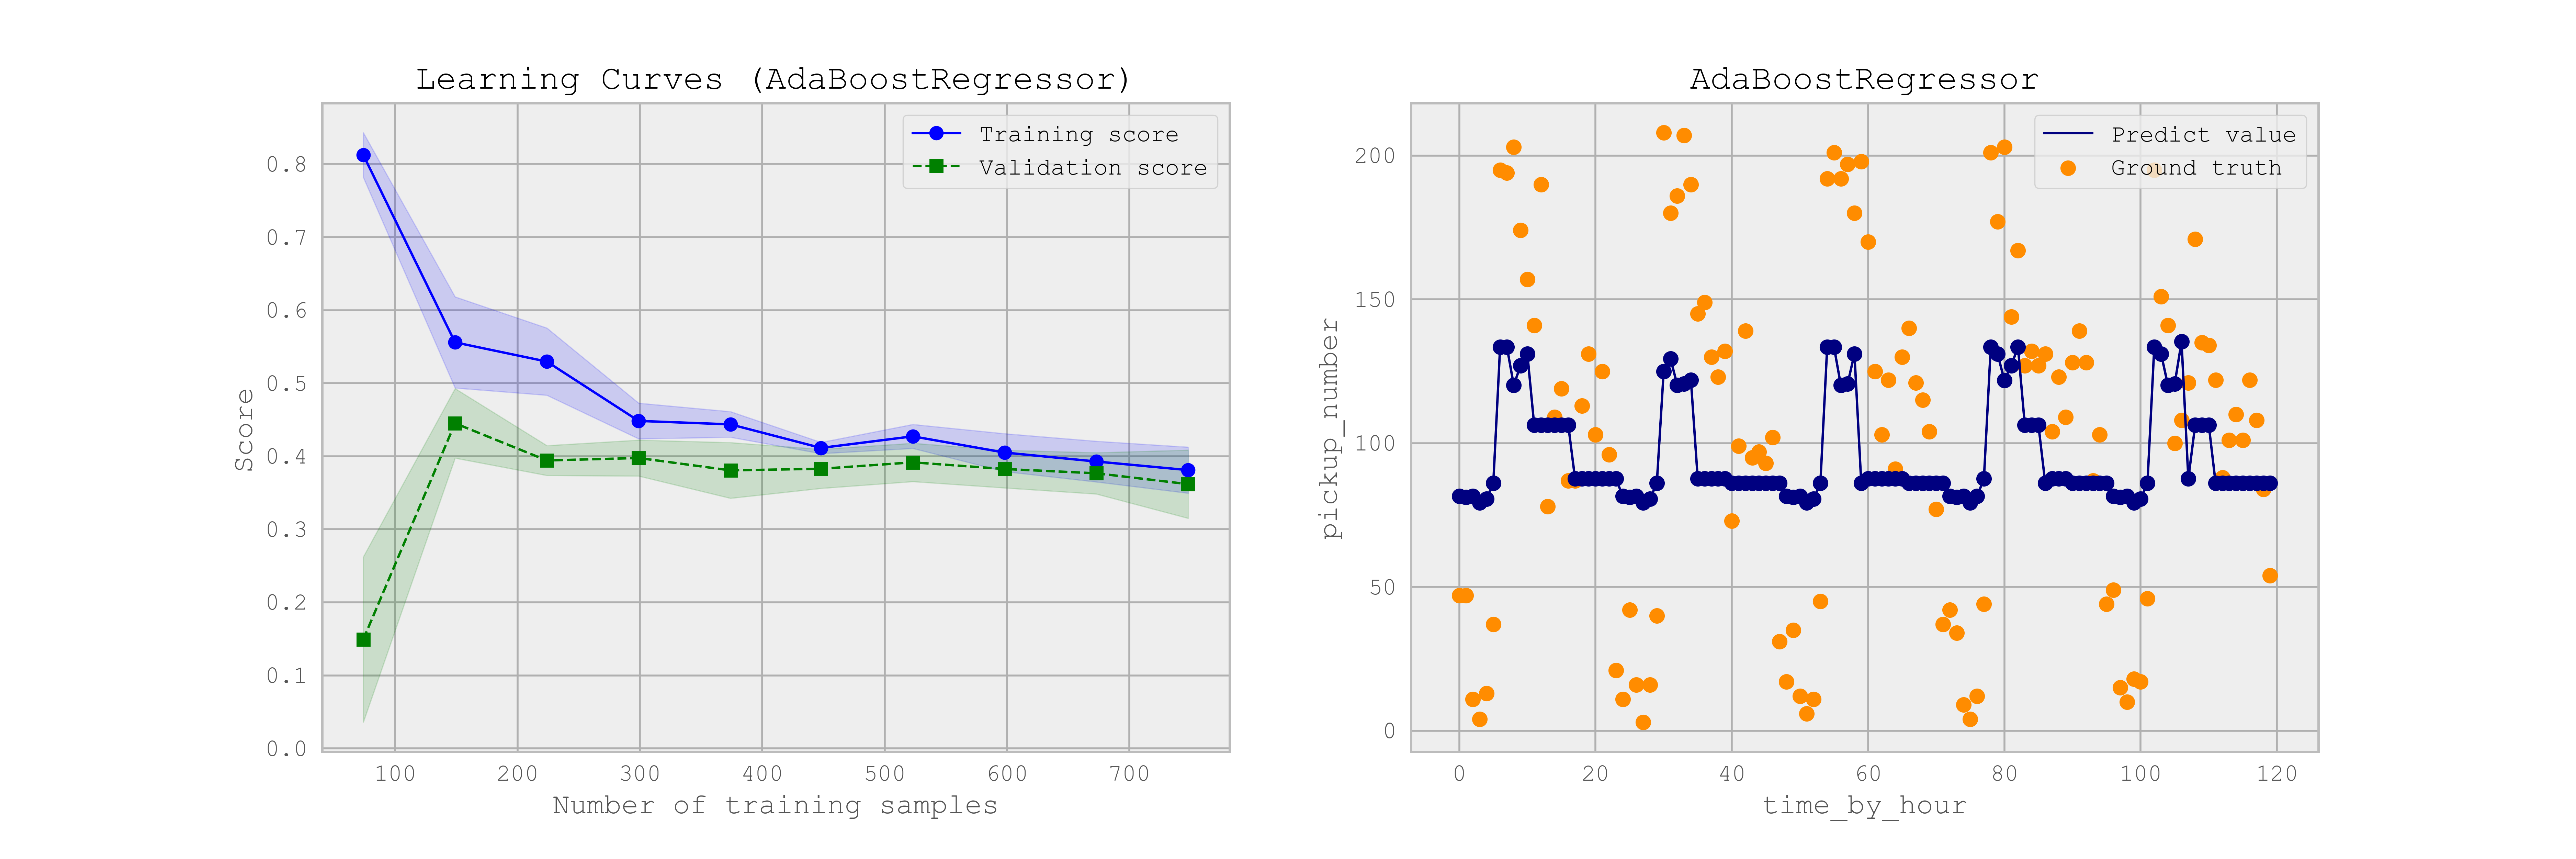 Learning Curves (AdaBoostRegressor)
Training score
Validation score
Score
0.8
0.7
0.6
0.5
0.4
0.3
0.2
0.1
0.0
100 200 300 400 500 600 700
Number of training samples
AdaBoostRegressor
Predict value
Ground truth
pickup_number
200
150
100
50
0
0 20 40 60 80 100 120
time_by_hour